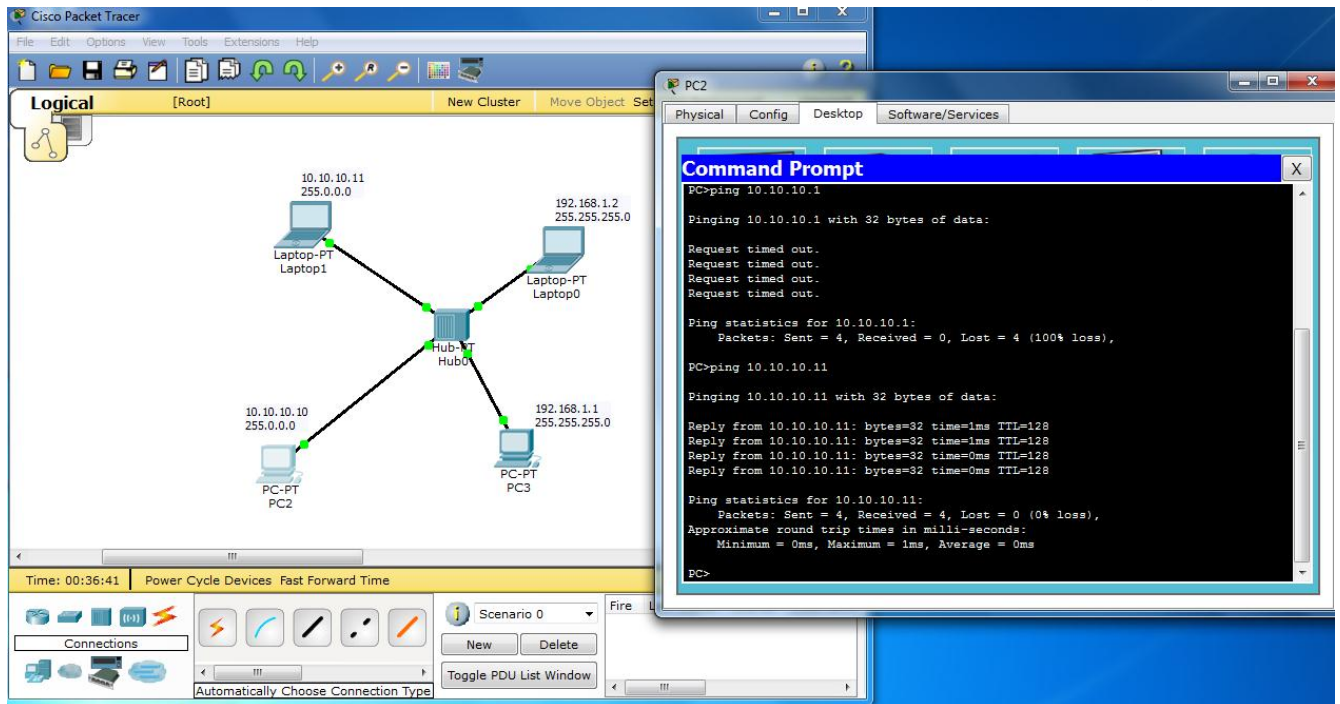 Cisco Packet Tracer
File Edit Options View Tools Extensions Help
Logical
[Root]
New Cluster
Move Object
Set
10.10.10.11
255.0.0.0
Laptop-PT
Laptop1
192.168.1.2
255.255.255.0
Laptop-PT
Laptop0
Hub-PT
Hub0
10.10.10.10
255.0.0.0
PC-PT
PC2
192.168.1.1
255.255.255.0
PC-PT
PC3
Time: 00:36:41
Power Cycle Devices Fast Forward Time
Connections
Automatically Choose Connection Type
Scenario 0
New
Delete
Toggle PDU List Window
Fire
PC2
Physical
Config
Desktop
Software/Services
Command Prompt
X
PC>ping 10.10.10.1
Pinging 10.10.10.1 with 32 bytes of data:
Request timed out.
Request timed out.
Request timed out.
Request timed out.
Ping statistics for 10.10.10.1:
Packets: Sent = 4, Received = 0, Lost = 4 (100% loss),
PC>ping 10.10.10.11
Pinging 10.10.10.11 with 32 bytes of data:
Reply from 10.10.10.11: bytes=32 time=1ms TTL=128
Reply from 10.10.10.11: bytes=32 time=1ms TTL=128
Reply from 10.10.10.11: bytes=32 time=0ms TTL=128
Reply from 10.10.10.11: bytes=32 time=0ms TTL=128
Ping statistics for 10.10.10.11:
Packets: Sent = 4, Received = 4, Lost = 0 (0% loss),
Approximate round trip times in milli-seconds:
Minimum = 0ms, Maximum = 1ms, Average = 0ms
PC>